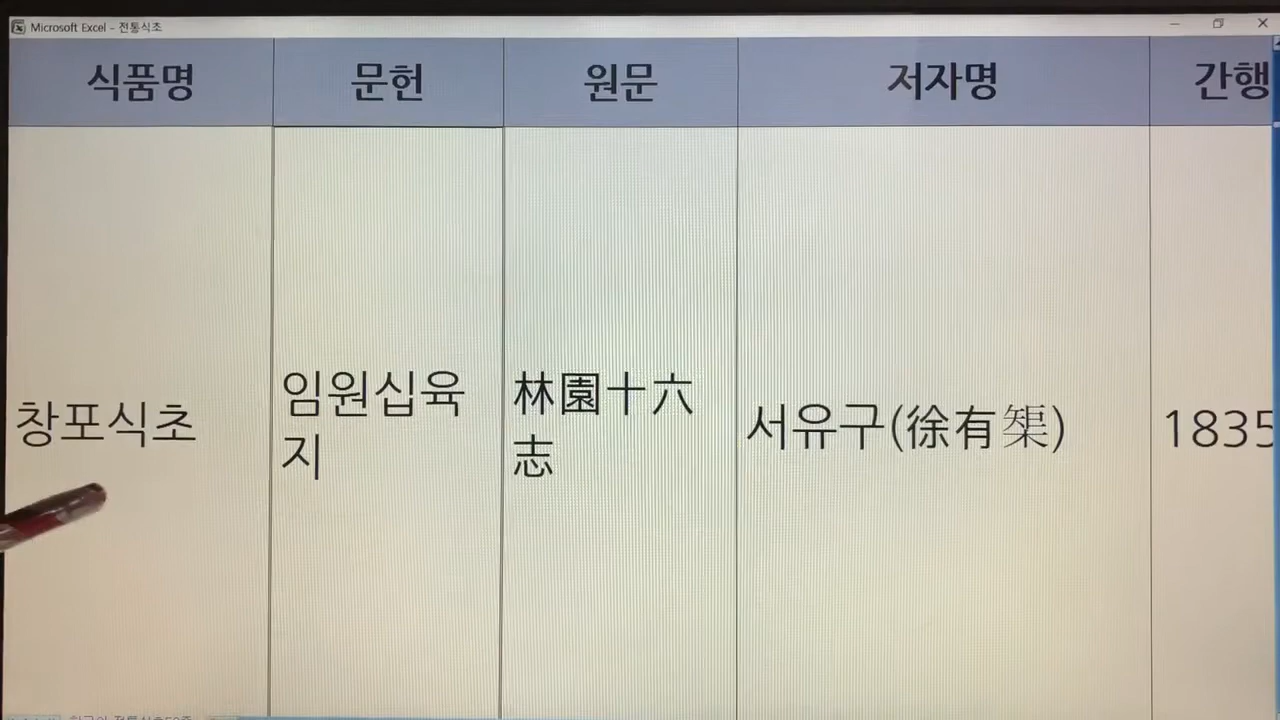 Microsoft Excel - 전통식초
식품명 문헌 원문 저자명 간행
창포식초
임원십육
지
林園十六
志
서유구(徐有榘)
1835